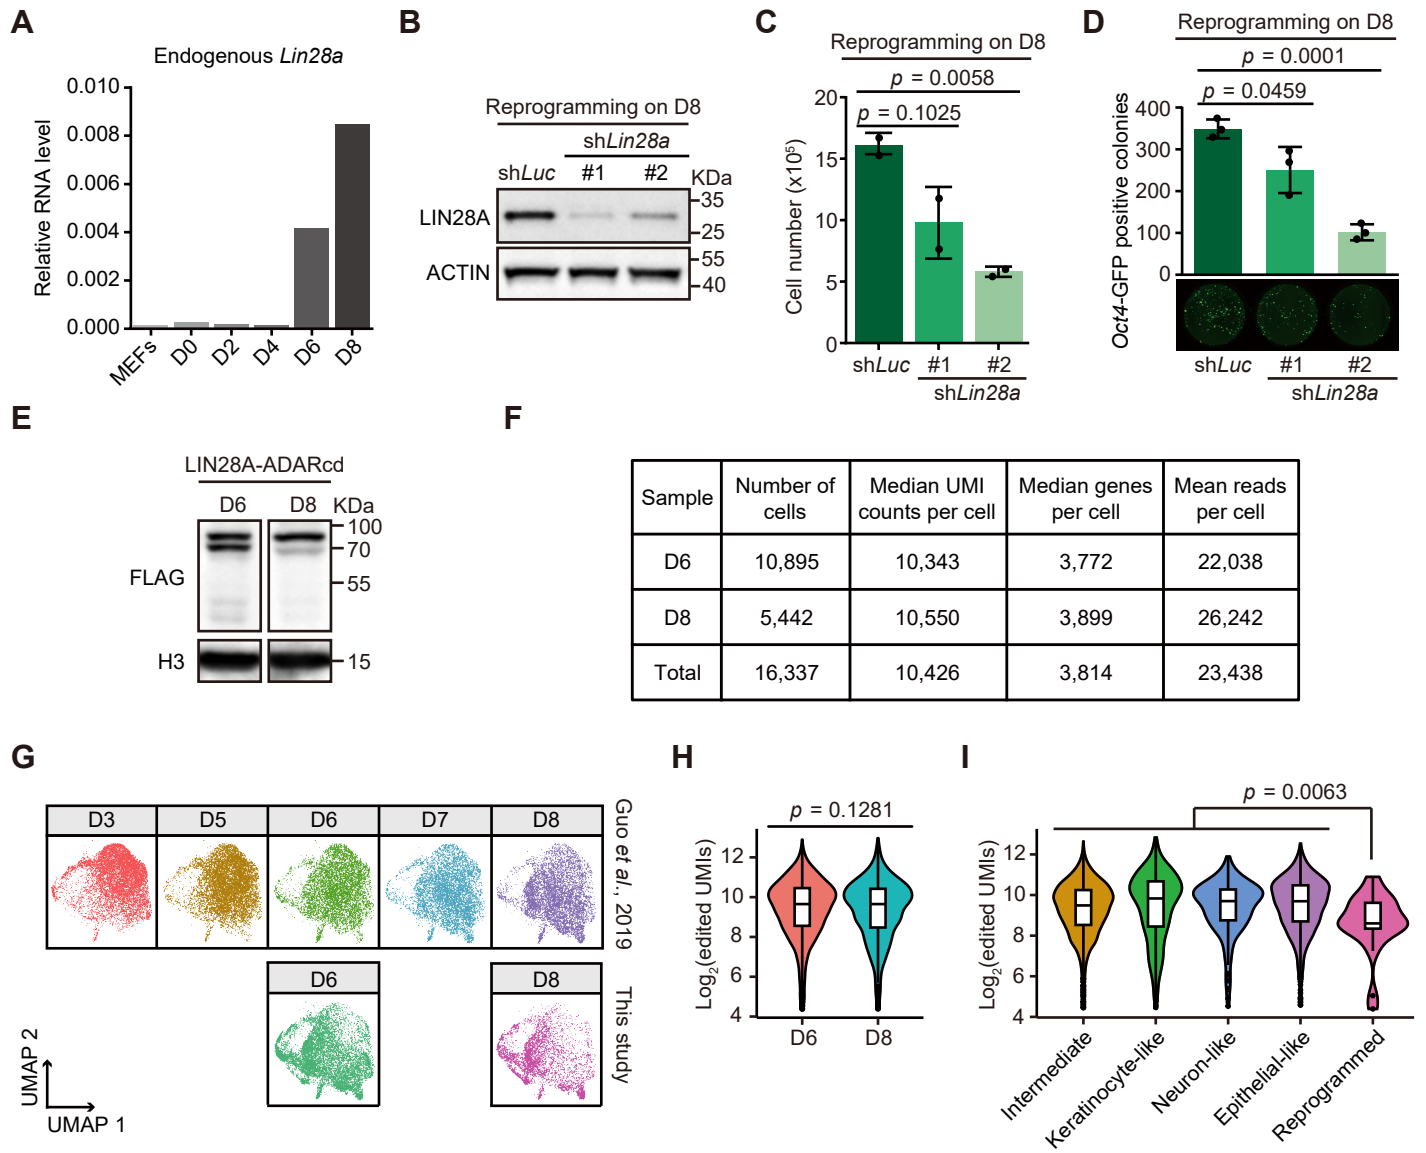 A
Endogenous Lin28a
Relative RNA level
0.010
0.008
0.006
0.004
0.002
0.000
MEFs
D0
D2
D4
D6
D8
B
Reprogramming on D8
shLin28a
shLuc
#1
#2
KDa
LIN28A
35
25
ACTIN
55
40
C
Reprogramming on D8
p = 0.0058
p = 0.1025
Cell number (x10⁵)
20
15
10
5
0
shLuc
#1
#2
shLin28a
D
Reprogramming on D8
p = 0.0001
p = 0.0459
Oct4-GFP positive colonies
400
300
200
100
0
shLuc
#1
#2
shLin28a
E
LIN28A-ADARcd
D6
D8
KDa
FLAG
100
70
55
H3
15
F
Sample
Number of
cells
Median UMI
counts per cell
Median genes
per cell
Mean reads
per cell
D6 10,895 10,343 3,772 22,038
D8 5,442 10,550 3,899 26,242
Total 16,337 10,426 3,814 23,438
G
D3
D5
D6
D7
D8
Guo et al., 2019
D6
D8
This study
UMAP 2
UMAP 1
H
p = 0.1281
Log₂(edited UMIs)
12
10
8
6
4
D6
D8
I
p = 0.0063
Log₂(edited UMIs)
12
10
8
6
4
Intermediate
Keratinocyte-like
Neuron-like
Epithelial-like
Reprogrammed